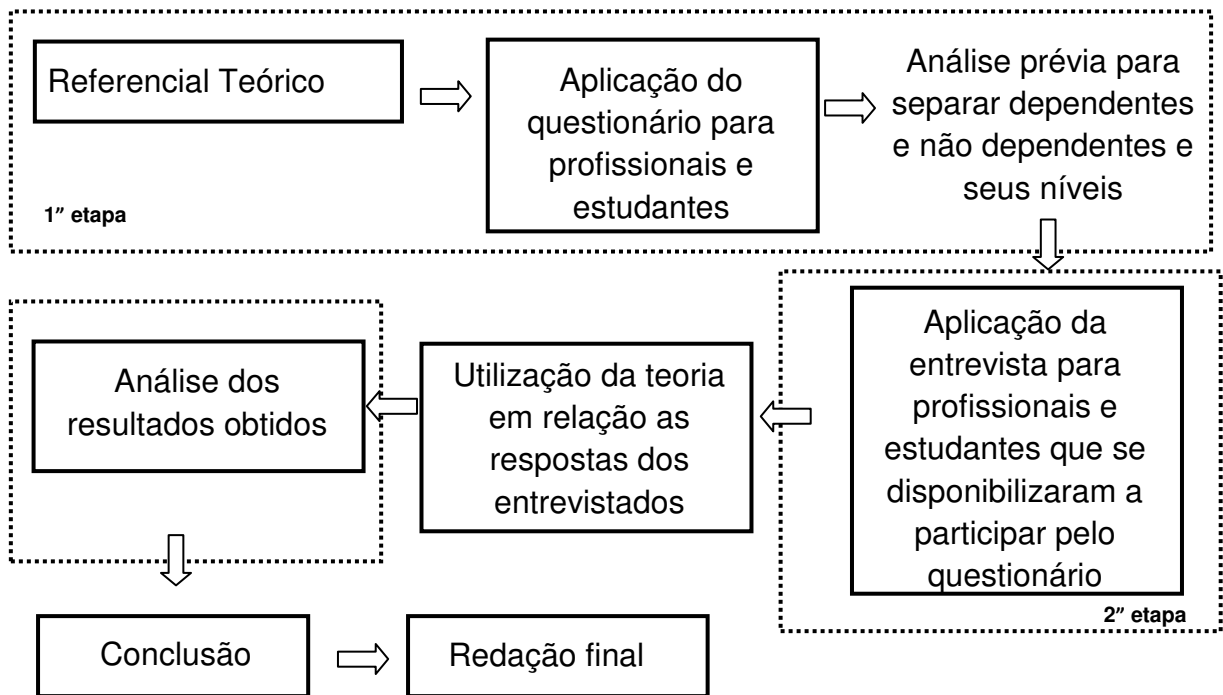 Referencial Teórico
Aplicação do
questionário para
profissionais e
estudantes
Análise prévia para
separar dependentes
e não dependentes e
seus níveis
1″ etapa
Aplicação da
entrevista para
profissionais e
estudantes que se
disponibilizaram a
participar pelo
questionário
2″ etapa
Utilização da teoria
em relação as
respostas dos
entrevistados
Análise dos
resultados obtidos
Conclusão
Redação final